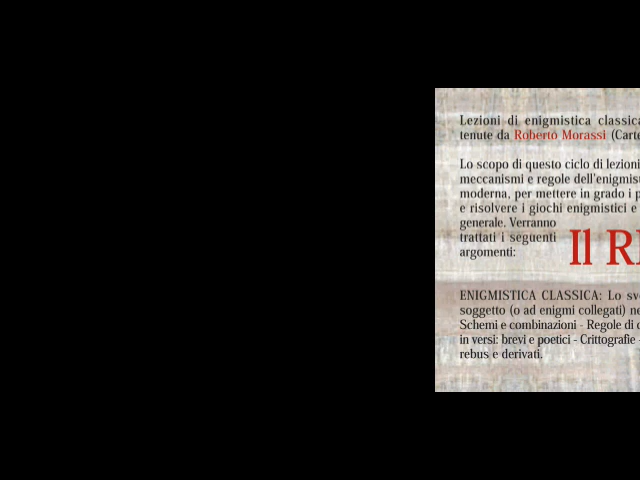 Lezioni di enigmistica classica
tenute da Roberto Morassi (Carte
Lo scopo di questo ciclo di lezioni
meccanismi e regole dell'enigmis
moderna, per mettere in grado i p
e risolvere i giochi enigmistici e
generale. Verranno
trattati i seguenti
argomenti:
Il R
ENIGMISTICA CLASSICA: Lo sv
soggetto (o ad enigmi collegati) ne
Schemi e combinazioni - Regole di
in versi: brevi e poetici - Crittografie -
rebus e derivati.